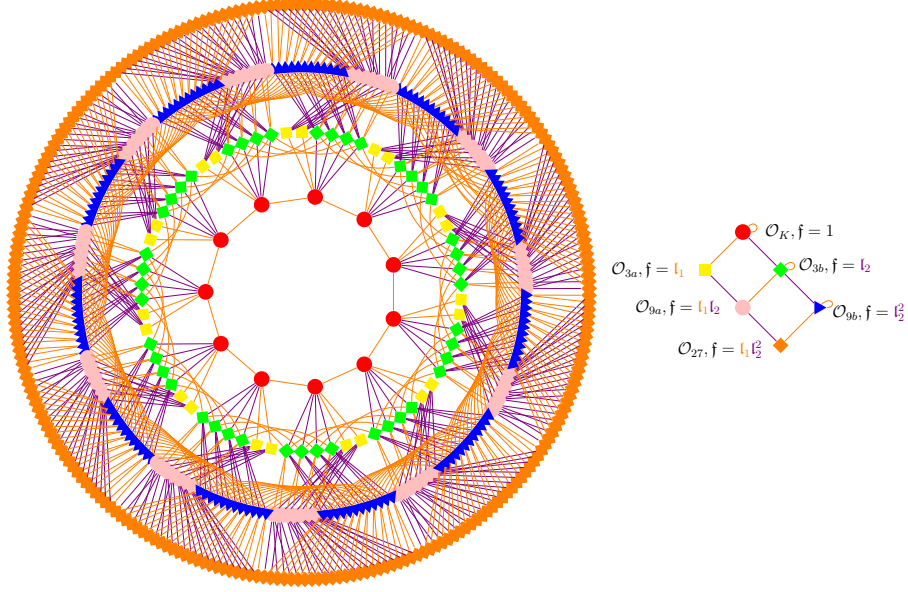 𝒪_K, 𝔣 = 1
𝒪_{3a}, 𝔣 = 𝔩_1
𝒪_{3b}, 𝔣 = 𝔩_2
𝒪_{9a}, 𝔣 = 𝔩_1𝔩_2
𝒪_{9b}, 𝔣 = 𝔩_2^2
𝒪_{27}, 𝔣 = 𝔩_1𝔩_2^2